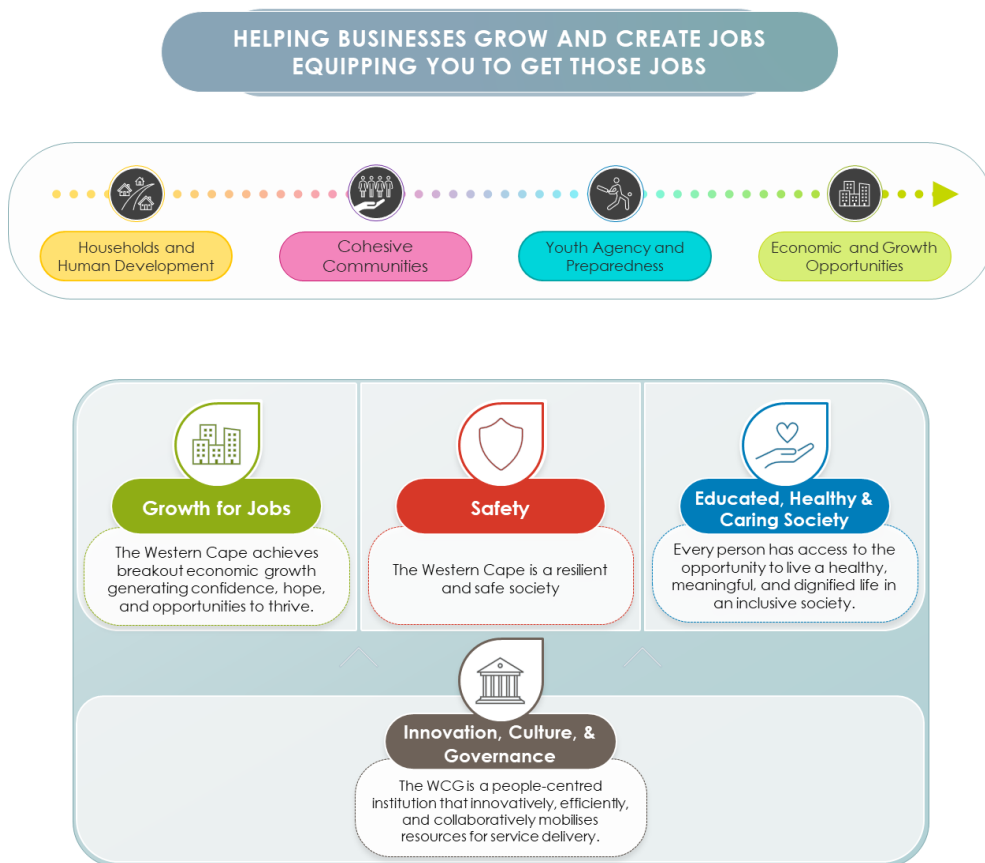 HELPING BUSINESSES GROW AND CREATE JOBS
EQUIPPING YOU TO GET THOSE JOBS
Households and
Human Development
Cohesive
Communities
Youth Agency and
Preparedness
Economic and Growth
Opportunities
Growth for Jobs
The Western Cape achieves
breakout economic growth
generating confidence, hope,
and opportunities to thrive.
Safety
The Western Cape is a resilient
and safe society
Educated, Healthy &
Caring Society
Every person has access to the
opportunity to live a healthy,
meaningful, and dignified life in
an inclusive society.
Innovation, Culture, &
Governance
The WCG is a people-centred
institution that innovatively, efficiently,
and collaboratively mobilises
resources for service delivery.